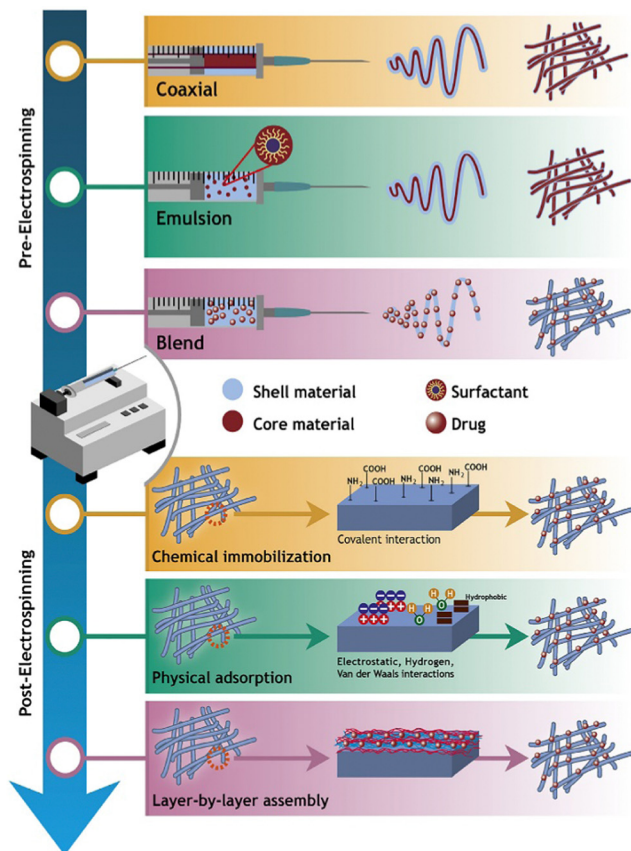 Pre-Electrospinning
Coaxial
Emulsion
Blend
Shell material
Surfactant
Core material
Drug
Post-Electrospinning
COOH
COOH
COOH
NH2
COOH
NH2
NH2
NH2
Covalent interaction
Chemical immobilization
H
H
O
H
H
O
Hydrophobic
Electrostatic, Hydrogen,
Van der Waals interactions
Physical adsorption
Layer-by-layer assembly